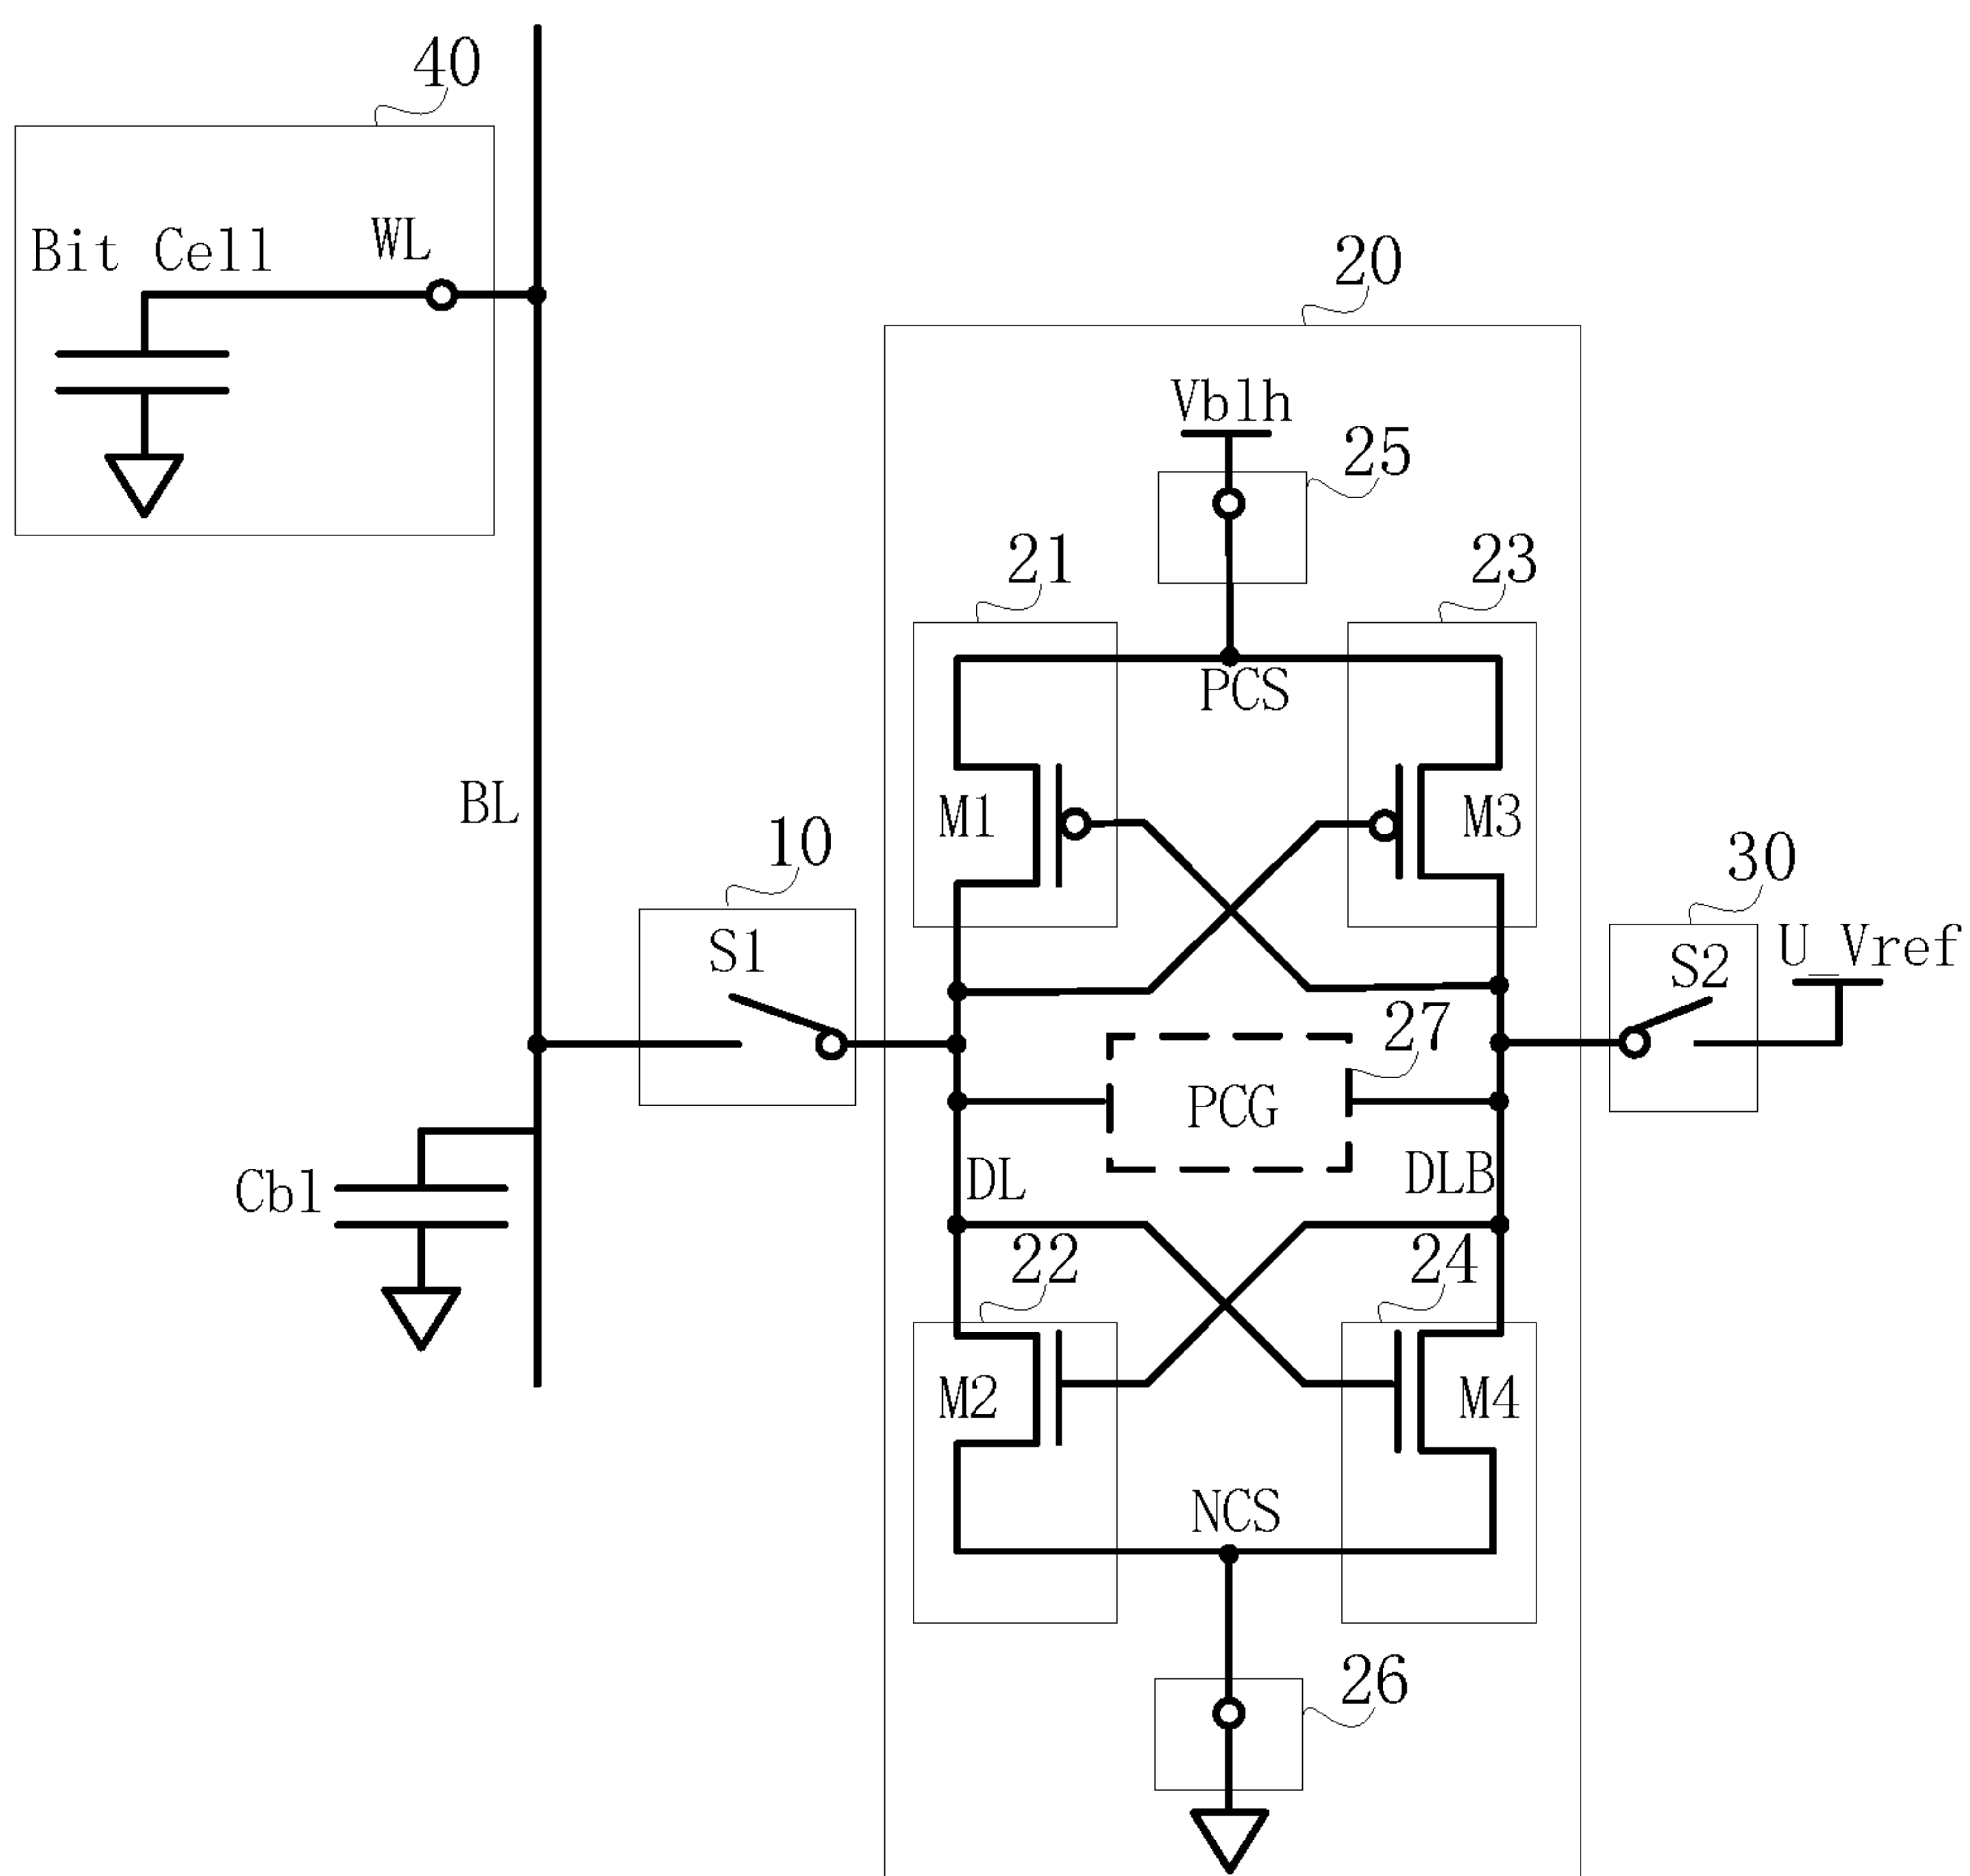 40
Bit Cell
WL
20
Vblh
25
21
23
PCS
BL
M1
M3
10
30
S1
S2
U_Vref
27
PCG
DL
DLB
Cbl
22
24
M2
M4
NCS
26